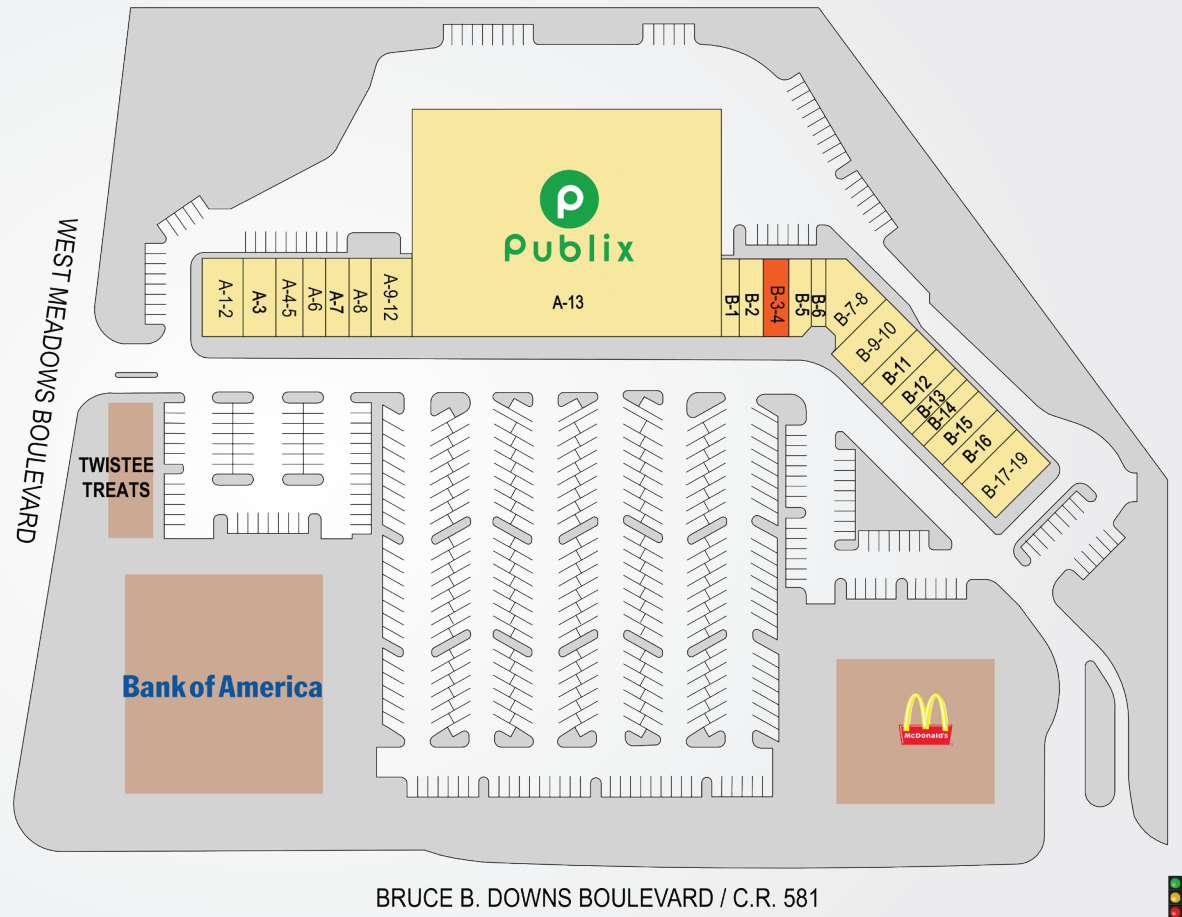 WEST MEADOWS BOULEVARD
P
Publix
A-1-2
A-3
A-4-5
A-6
A-7
A-8
A-9-12
A-13
B-1
B-2
B-3-4
B-5
B-6
B-7-8
B-9-10
B-11
B-12
B-13
B-14
B-15
B-16
B-17-19
TWISTEE
TREATS
Bank of America
McDonald's
BRUCE B. DOWNS BOULEVARD / C.R. 581